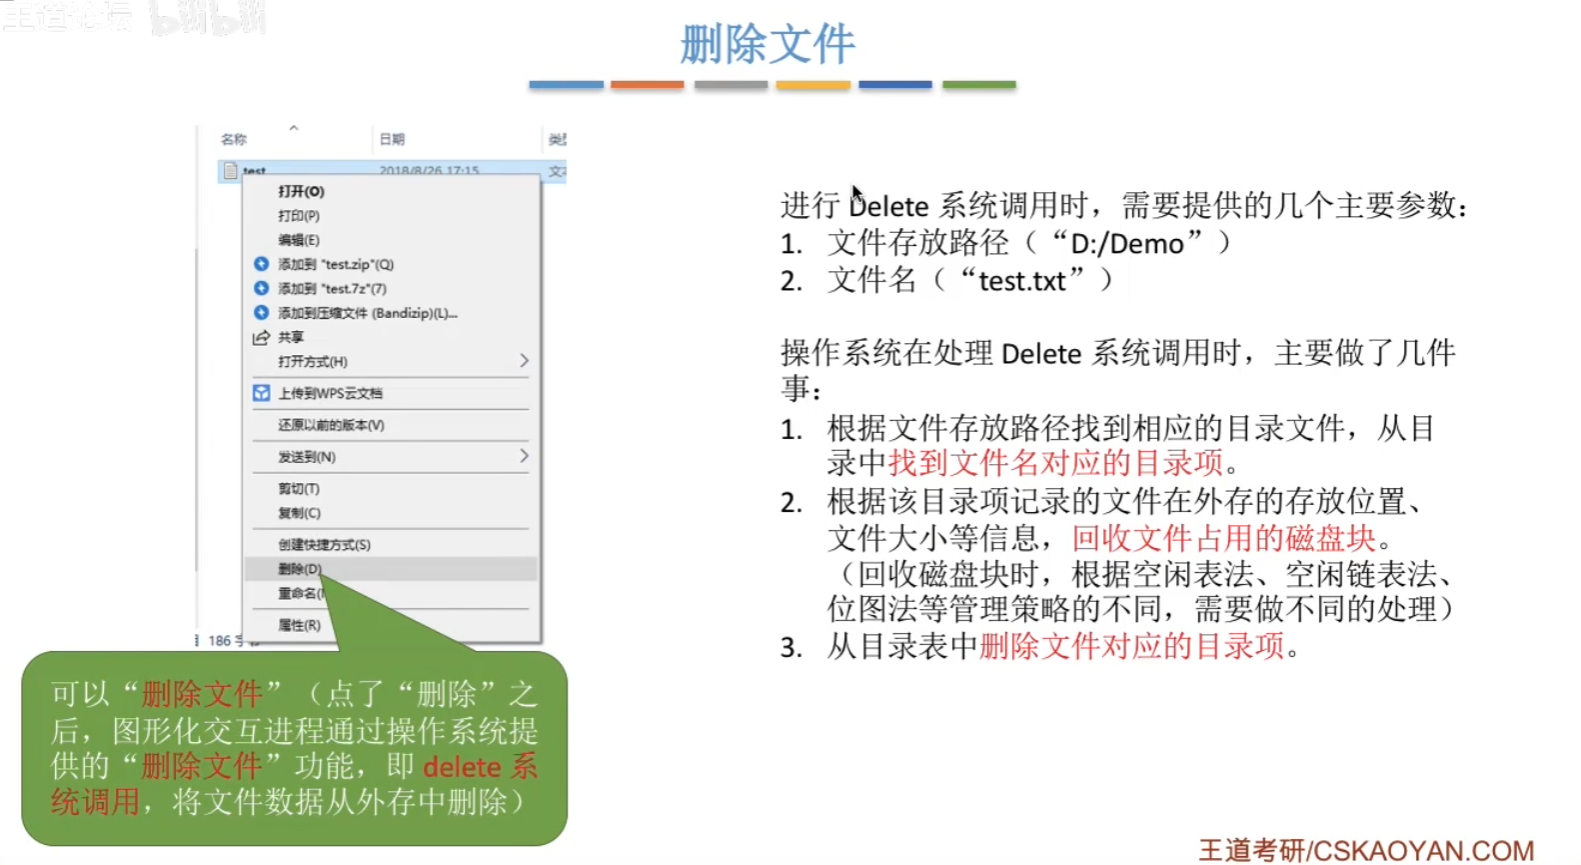 王道论坛 bilibili
删除文件
名称
日期
test
2018/8/26 17:15
打开(O)
打印(P)
编辑(E)
添加到 "test.zip"(Q)
添加到 "test.7z"(7)
添加到压缩文件 (Bandizip)(L)...
共享
打开方式(H)
上传到WPS云文档
还原以前的版本(V)
发送到(N)
剪切(T)
复制(C)
创建快捷方式(S)
删除(D)
重命名(
属性(R)
186 字
可以“删除文件”（点了“删除”之
后，图形化交互进程通过操作系统提
供的“删除文件”功能，即 delete 系
统调用，将文件数据从外存中删除）
进行 Delete 系统调用时，需要提供的几个主要参数：
1. 文件存放路径（“D:/Demo”）
2. 文件名（“test.txt”）
操作系统在处理 Delete 系统调用时，主要做了几件
事：
1. 根据文件存放路径找到相应的目录文件，从目
录中找到文件名对应的目录项。
2. 根据该目录项记录的文件在外存的存放位置、
文件大小等信息，回收文件占用的磁盘块。
（回收磁盘块时，根据空闲表法、空闲链表法、
位图法等管理策略的不同，需要做不同的处理）
3. 从目录表中删除文件对应的目录项。
王道考研/CSKAOYAN.COM